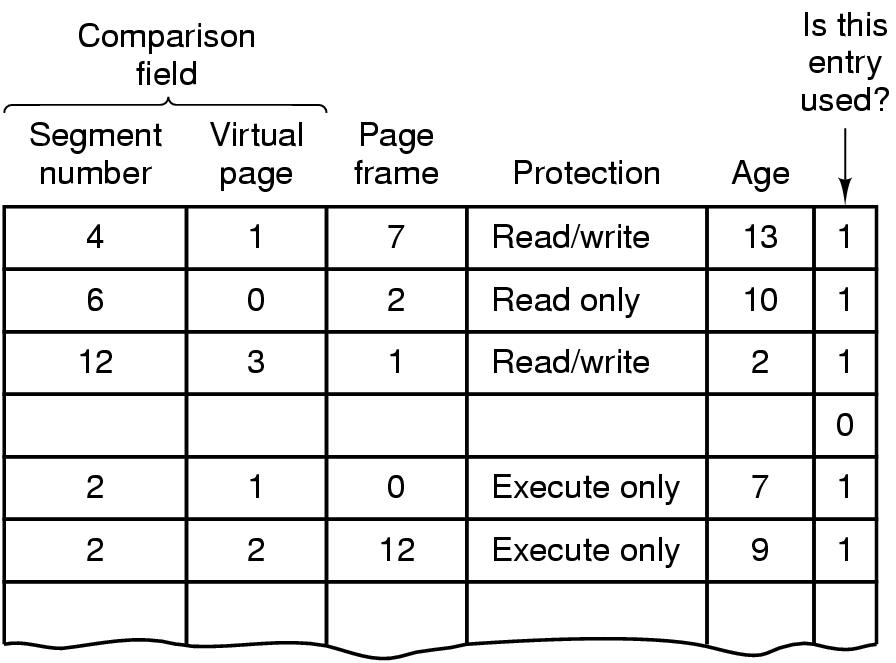 Comparison
field
Is this
entry
used?
Segment
number
Virtual
page
Page
frame
Protection
Age
4 1 7 Read/write 13 1
6 0 2 Read only 10 1
12 3 1 Read/write 2 1
0
2 1 0 Execute only 7 1
2 2 12 Execute only 9 1